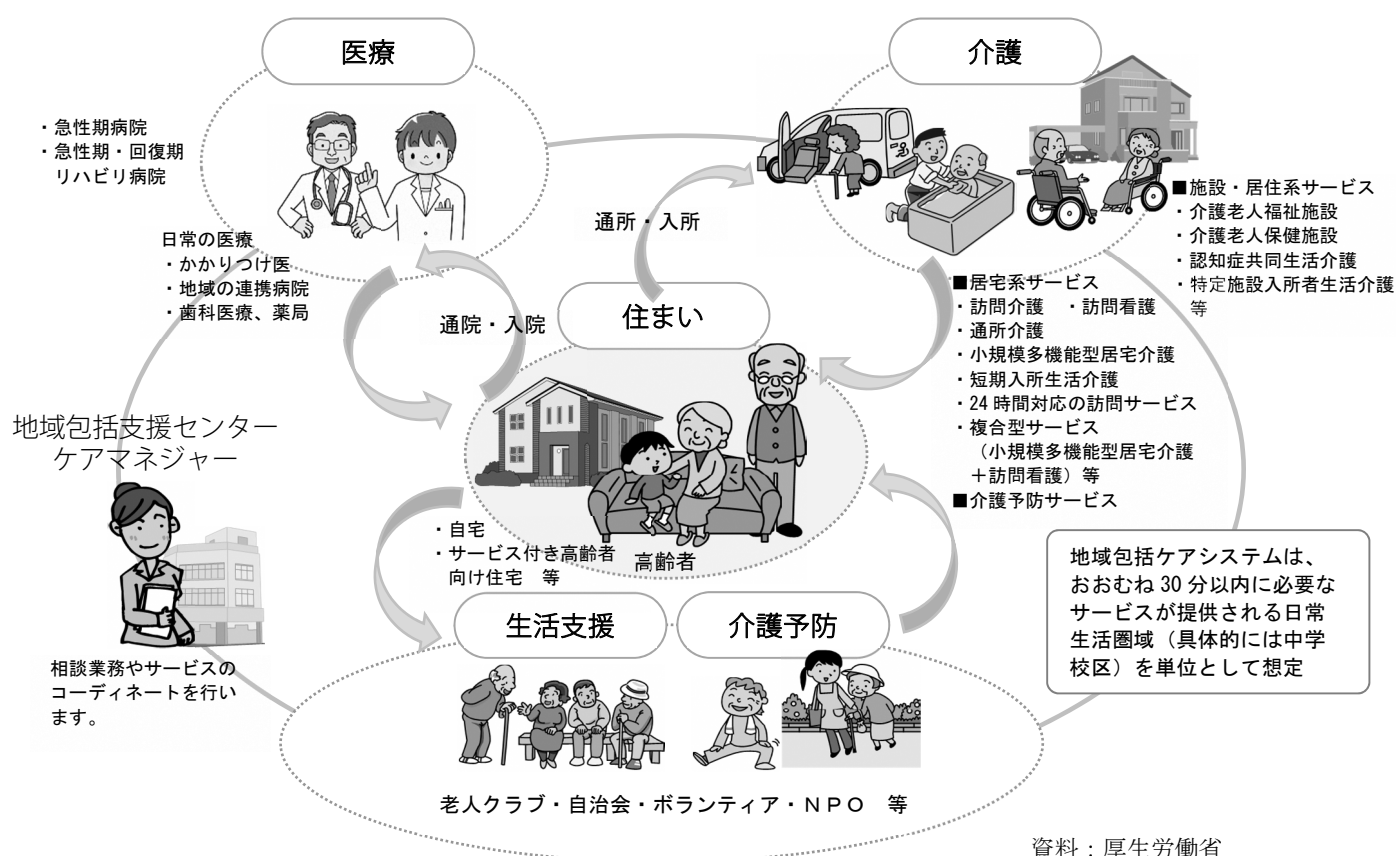 医療
・急性期病院
・急性期・回復期
リハビリ病院
日常の医療
・かかりつけ医
・地域の連携病院
・歯科医療、薬局
通院・入院
通所・入所
介護
■施設・居住系サービス
・介護老人福祉施設
・介護老人保健施設
・認知症共同生活介護
・特定施設入所者生活介護
等
■居宅系サービス
・訪問介護 ・訪問看護
・通所介護
・小規模多機能型居宅介護
・短期入所生活介護
・24 時間対応の訪問サービス
・複合型サービス
（小規模多機能型居宅介護
＋訪問看護）等
■介護予防サービス
住まい
・自宅
・サービス付き高齢者
向け住宅 等
高齢者
地域包括支援センター
ケアマネジャー
相談業務やサービスの
コーディネートを行い
ます。
生活支援
介護予防
老人クラブ・自治会・ボランティア・ＮＰＯ 等
地域包括ケアシステムは、
おおむね 30 分以内に必要な
サービスが提供される日常
生活圏域（具体的には中学
校区）を単位として想定
資料：厚生労働省